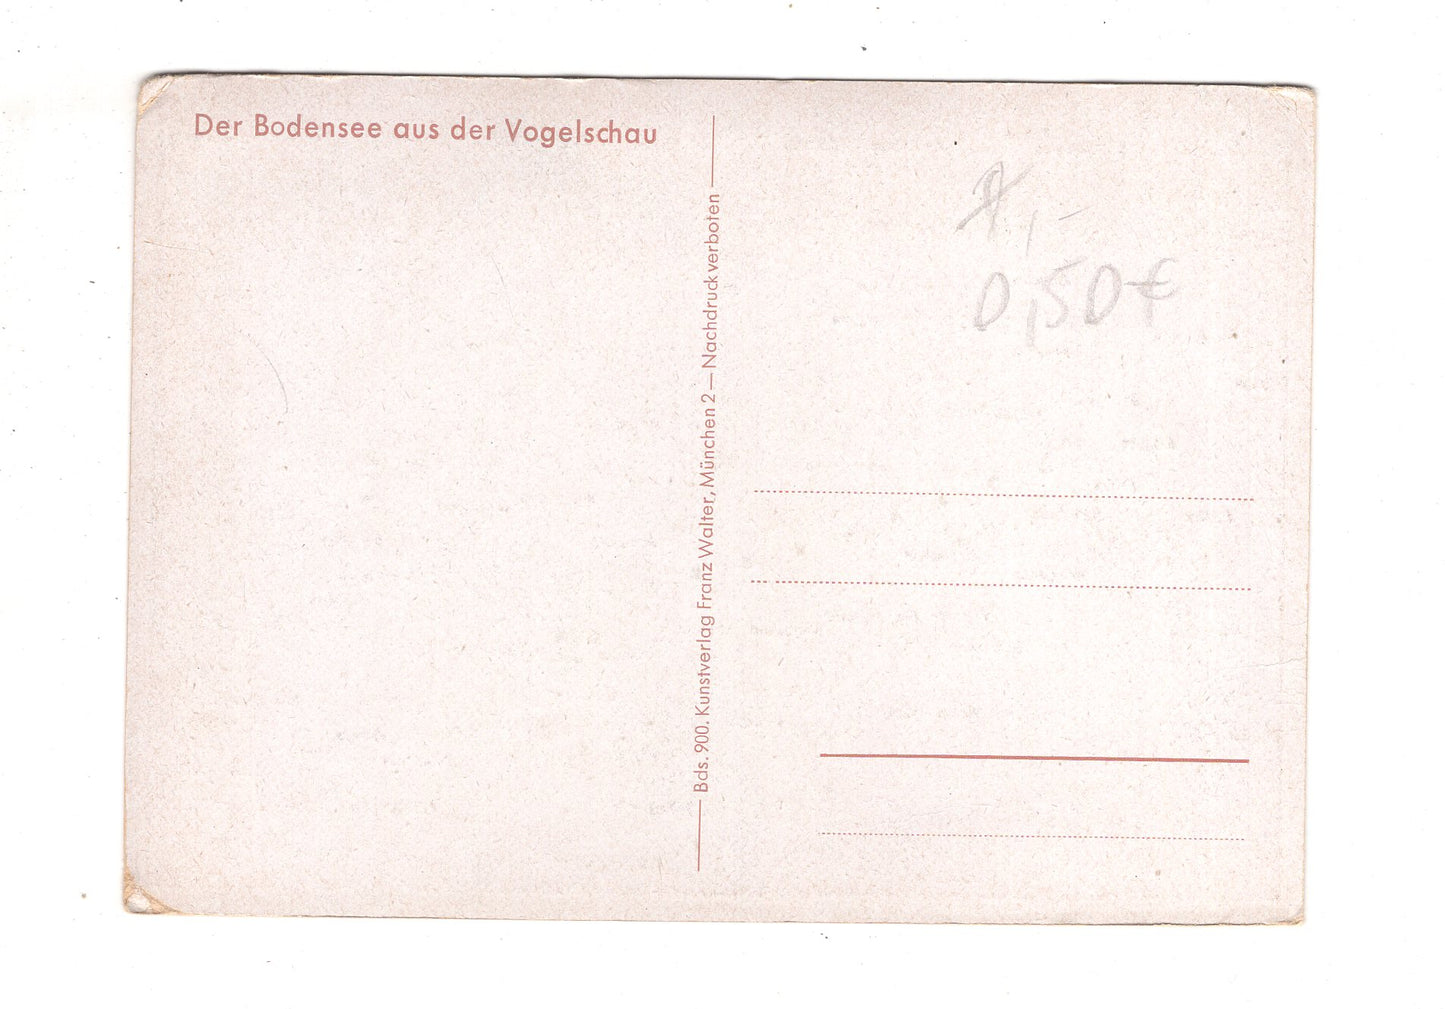 Der Bodensee aus der Vogelschau
Bds. 900. Kunstverlag Franz Walter, München 2 — Nachdruck verboten
0,50€